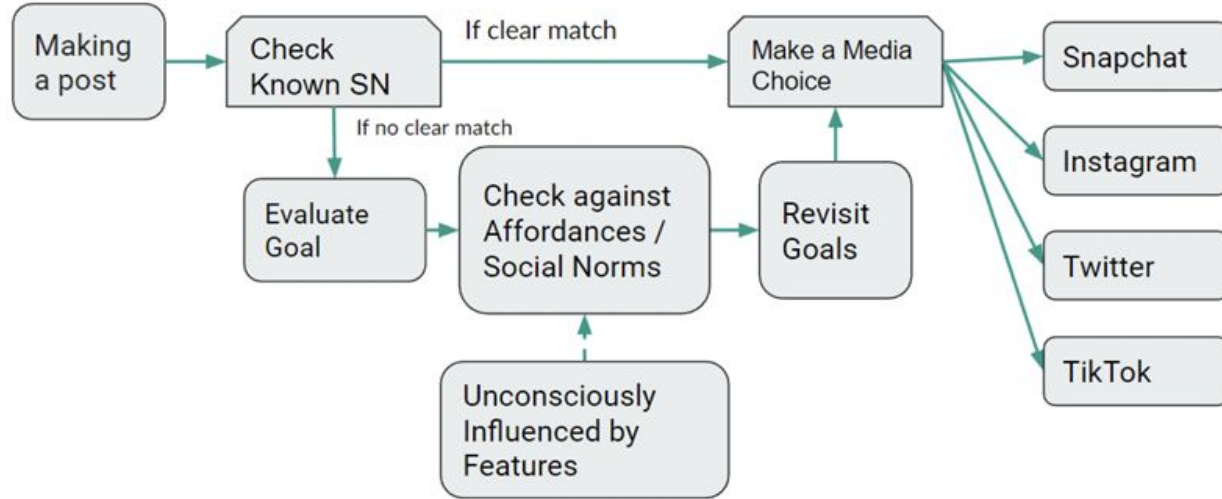 Making
a post
Check
Known SN
If clear match
Make a Media
Choice
Snapchat
If no clear match
Instagram
Evaluate
Goal
Check against
Affordances /
Social Norms
Revisit
Goals
Twitter
TikTok
Unconsciously
Influenced by
Features